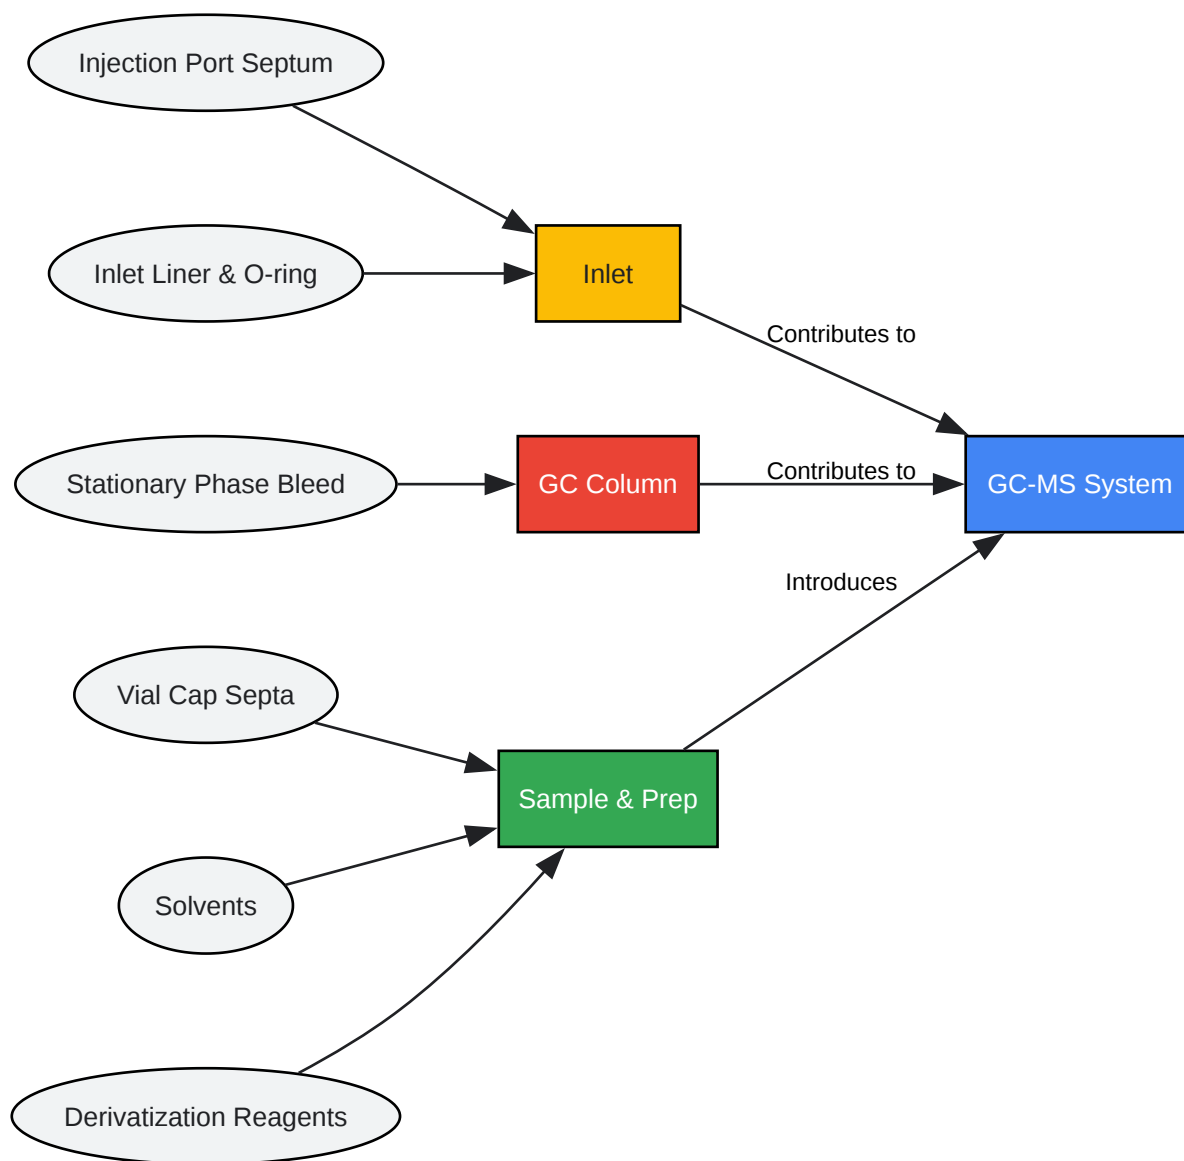 Injection Port Septum
Inlet Liner & O-ring
Inlet
Contributes to
Stationary Phase Bleed
GC Column
Contributes to
GC-MS System
Introduces
Vial Cap Septa
Sample & Prep
Solvents
Derivatization Reagents